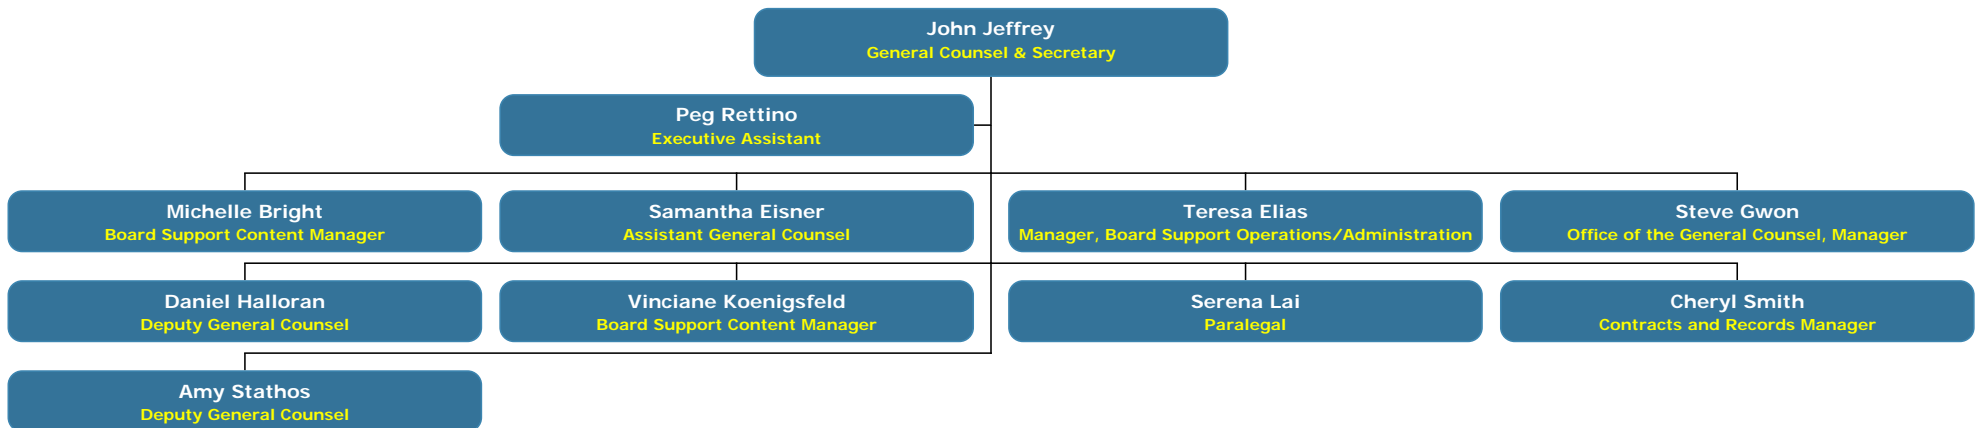 John Jeffrey
General Counsel & Secretary
Peg Rettino
Executive Assistant
Michelle Bright
Board Support Content Manager
Samantha Eisner
Assistant General Counsel
Teresa Elias
Manager, Board Support Operations/Administration
Steve Gwon
Office of the General Counsel, Manager
Daniel Halloran
Deputy General Counsel
Vinciane Koenigsfeld
Board Support Content Manager
Serena Lai
Paralegal
Cheryl Smith
Contracts and Records Manager
Amy Stathos
Deputy General Counsel